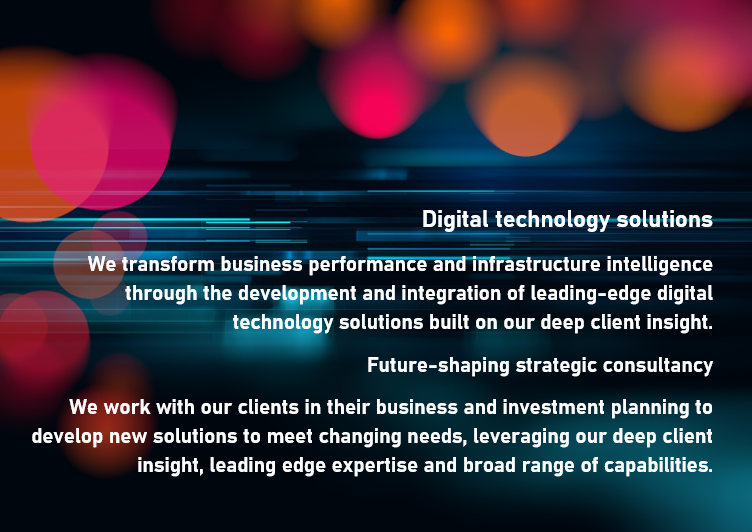 Digital technology solutions
We transform business performance and infrastructure intelligence
through the development and integration of leading-edge digital
technology solutions built on our deep client insight.
Future-shaping strategic consultancy
We work with our clients in their business and investment planning to
develop new solutions to meet changing needs, leveraging our deep client
insight, leading edge expertise and broad range of capabilities.